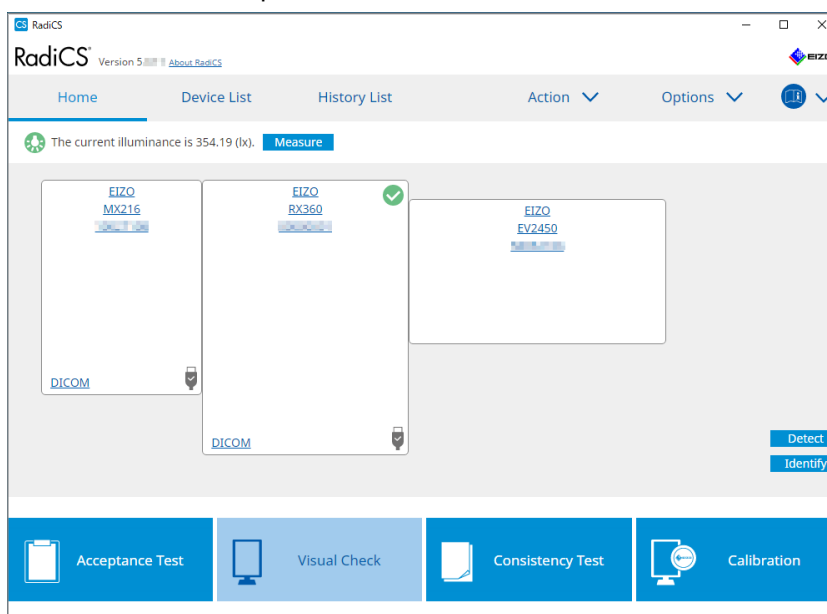 CS RadiCS
RadiCS® Version 5 About RadiCS
EIZO
Home Device List History List Action Options
The current illuminance is 354.19 (lx). Measure
EIZO
MX216
DICOM
EIZO
RX360
DICOM
EIZO
EV2450
Detect
Identify
Acceptance Test Visual Check Consistency Test Calibration